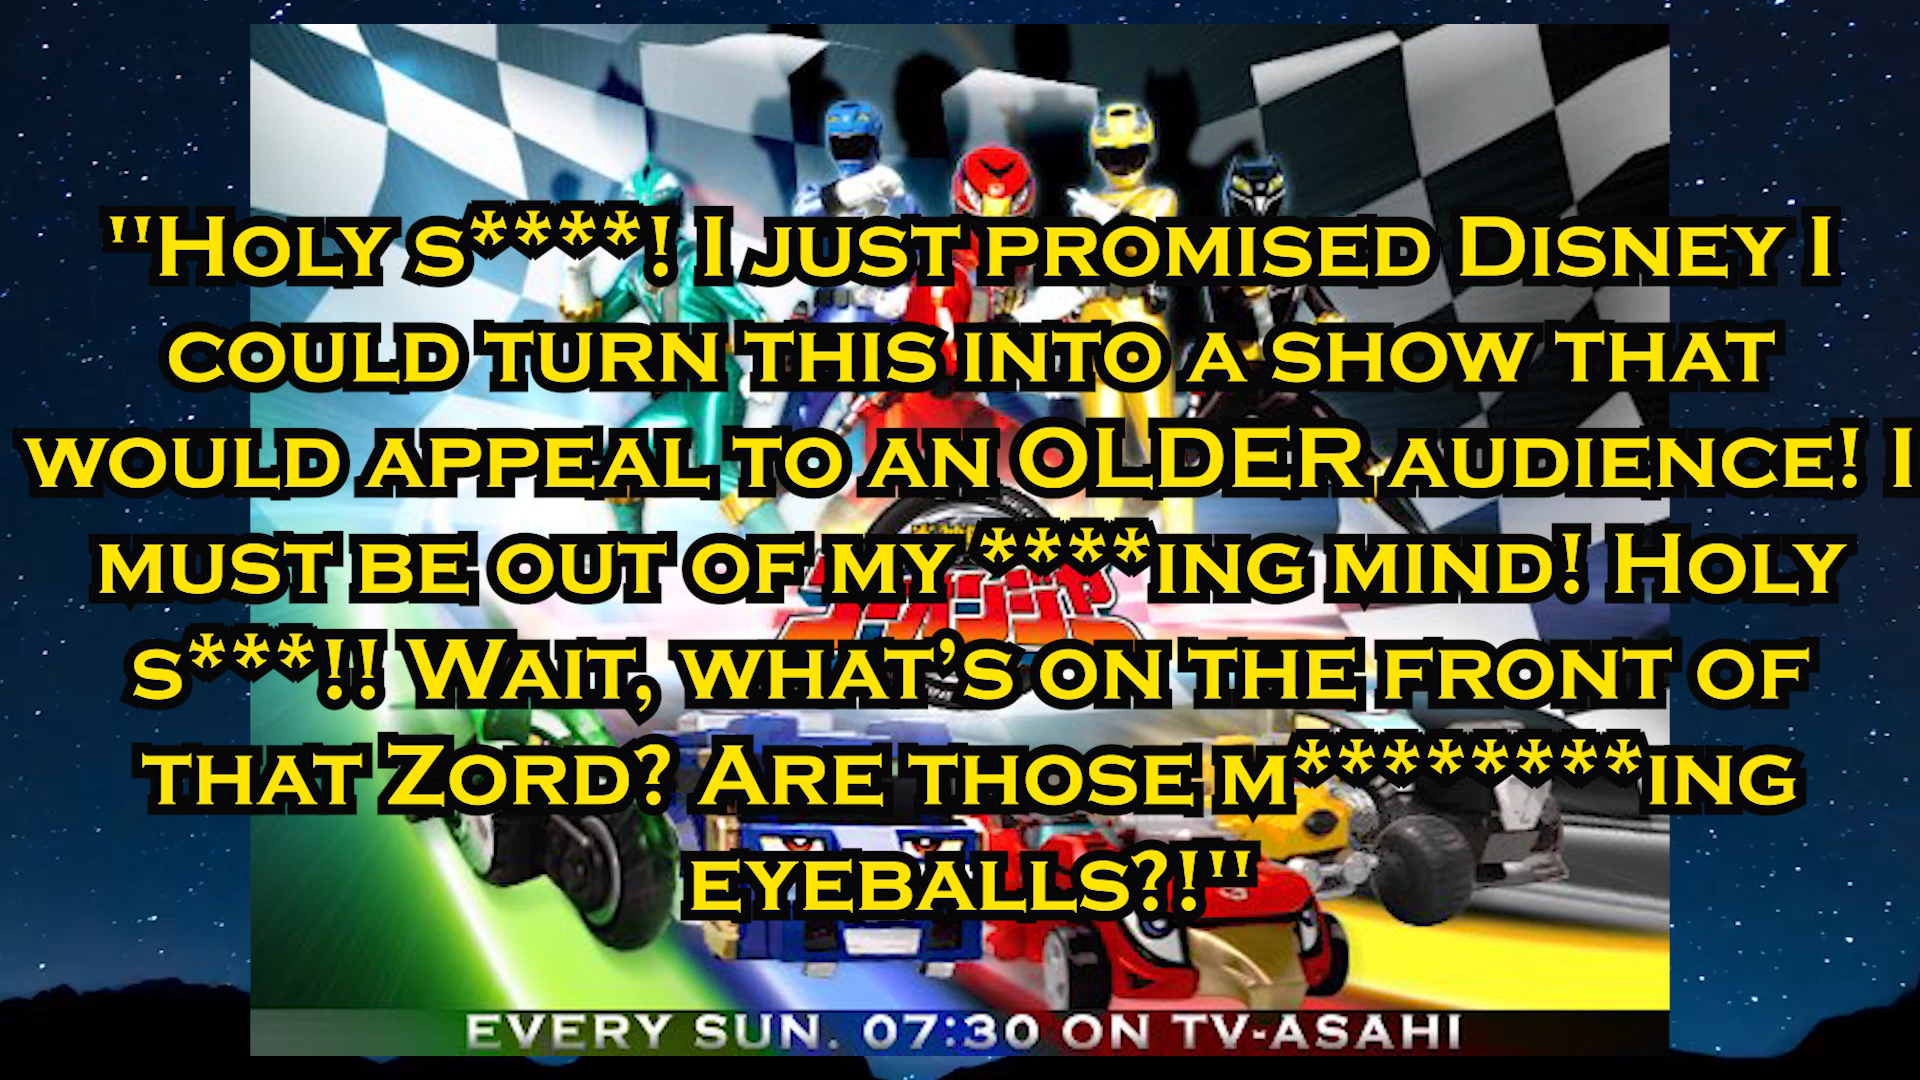 "Holy s****! I just promised Disney I
could turn this into a show that
would appeal to an OLDER audience! I
must be out of my ****ing mind! Holy
s***!! Wait, what's on the front of
that Zord? Are those m********ing
eyeballs?!"
EVERY SUN. 07:30 ON TV-ASAHI